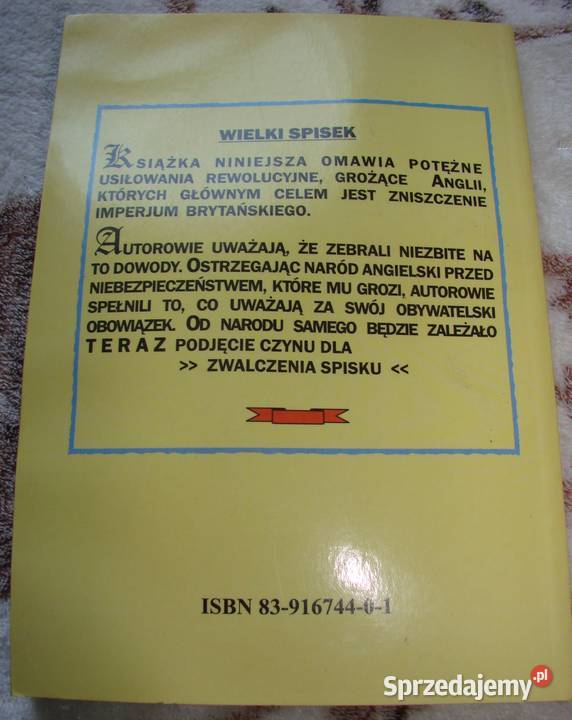 WIELKI SPISEK
KSIĄŻKA NINIEJSZA OMAWIA POTĘŻNE
USIŁOWANIA REWOLUCYJNE, GROŻĄCE ANGLII,
KTÓRYCH GŁÓWNYM CELEM JEST ZNISZCZENIE
IMPERJUM BRYTAŃSKIEGO.
AUTOROWIE UWAŻAJĄ, ŻE ZEBRALI NIEZBITE NA
TO DOWODY. OSTRZEGAJĄC NARÓD ANGIELSKI PRZED
NIEBEZPIECZEŃSTWEM, KTÓRE MU GROZI, AUTOROWIE
SPEŁNILI TO, CO UWAŻAJĄ ZA SWÓJ OBYWATELSKI
OBOWIĄZEK. OD NARODU SAMEGO BĘDZIE ZALEŻAŁO
TERAZ PODJĘCIE CZYNU DLA
>> ZWALCZENIA SPISKU <<
ISBN 83-916744-0-1
Sprzedajemy.pl